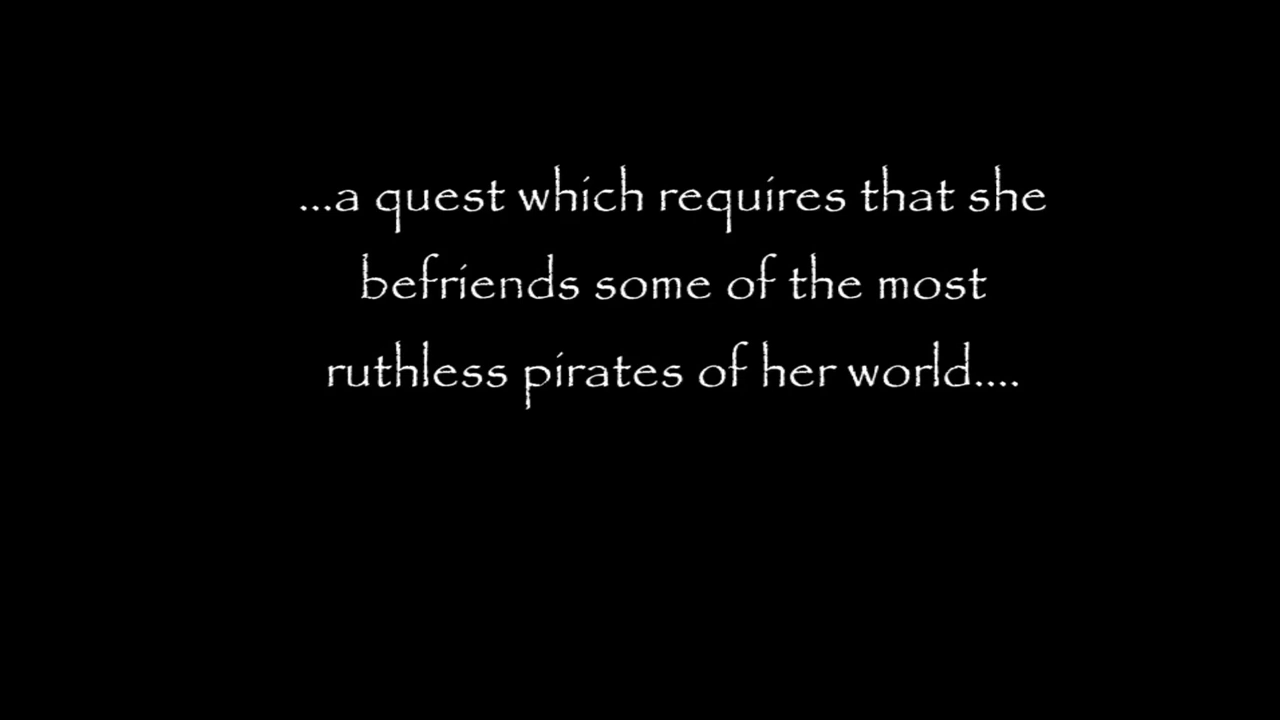 ...a quest which requires that she
befriends some of the most
ruthless pirates of her world....